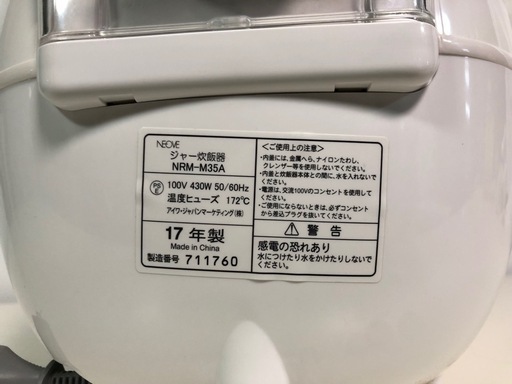 NEOVE
ジャー炊飯器
NRM-M35A
PS E
100V 430W 50/60Hz
温度ヒューズ 172℃
アイワ・ジャパンマーケティング(株)
17年製
Made in China
製造番号 711760
<ご使用上の注意>
・内釜には、金属へら、ナイロンたわし、
クレンザー等を使用しないでください。
・内釜と炊飯器本体との間に、水を入れないで
ください。
・電源は、交流100Vのコンセントを使用して
ください。
・ご使用にならないときは、必ずコンセント
から差込プラグを抜いてください。
⚠ 警告
感電の恐れあり
水につけたり水をかけたりしない
でください。